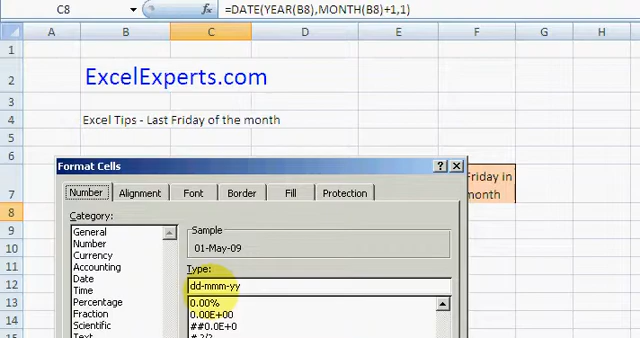 C8 fx =DATE(YEAR(B8),MONTH(B8)+1,1)
A B C D E F G H
1
2 ExcelExperts.com
3
4 Excel Tips - Last Friday of the month
5
6
Format Cells ?
7 Friday in
month
Number Alignment Font Border Fill Protection
8
Category:
9 General Sample
10 Number 01-May-09
Currency
11 Accounting Type:
12 Date dd-mmm-yy
Time
13 Percentage 0.00%
14 Fraction 0.00E+00
Scientific ##0.0E+0
15 Text # ?/?